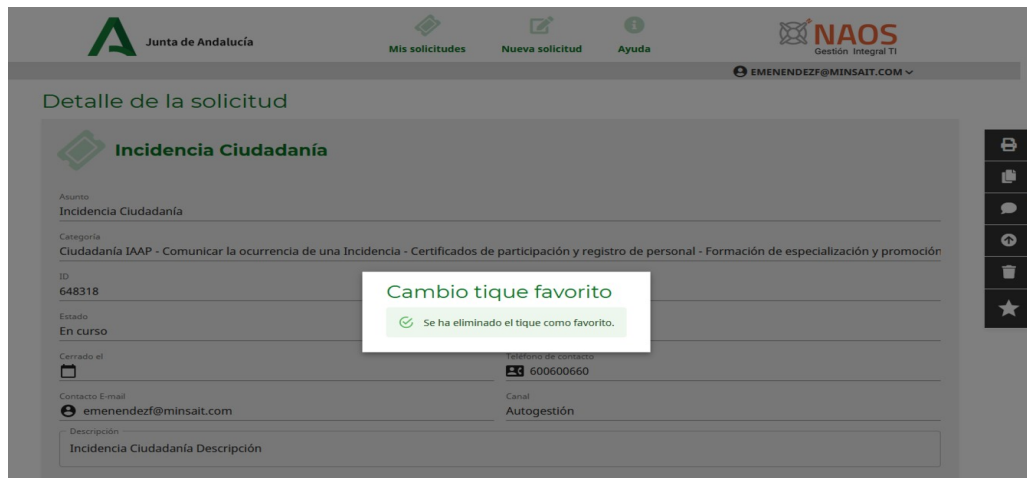 Junta de Andalucía
Mis solicitudes
Nueva solicitud
Ayuda
NAOS
Gestión Integral TI
EMENENDEZF@MINSAIT.COM
Detalle de la solicitud
Incidencia Ciudadanía
Asunto
Incidencia Ciudadanía
Categoría
Ciudadanía IAAP - Comunicar la ocurrencia de una Incidencia - Certificados de participación y registro de personal - Formación de especialización y promoción
ID
648318
Cambio tique favorito
Se ha eliminado el tique como favorito.
Estado
En curso
Cerrado el
Teléfono de contacto
600600660
Contacto E-mail
emenendezf@minsait.com
Canal
Autogestión
Descripción
Incidencia Ciudadanía Descripción